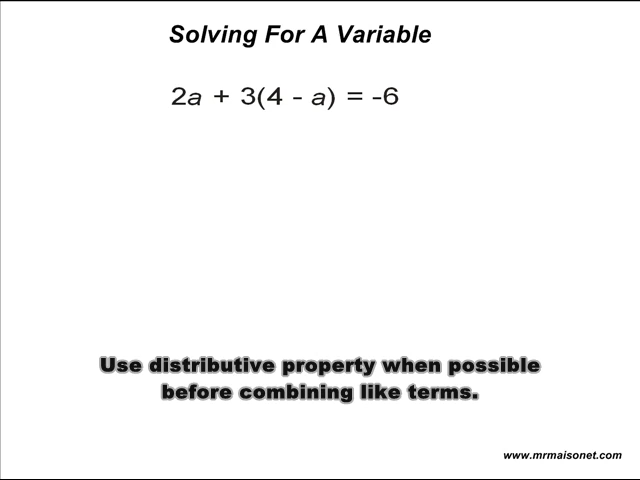 Solving For A Variable
2a + 3(4 - a) = -6
Use distributive property when possible
before combining like terms.
www.mrmaisonet.com